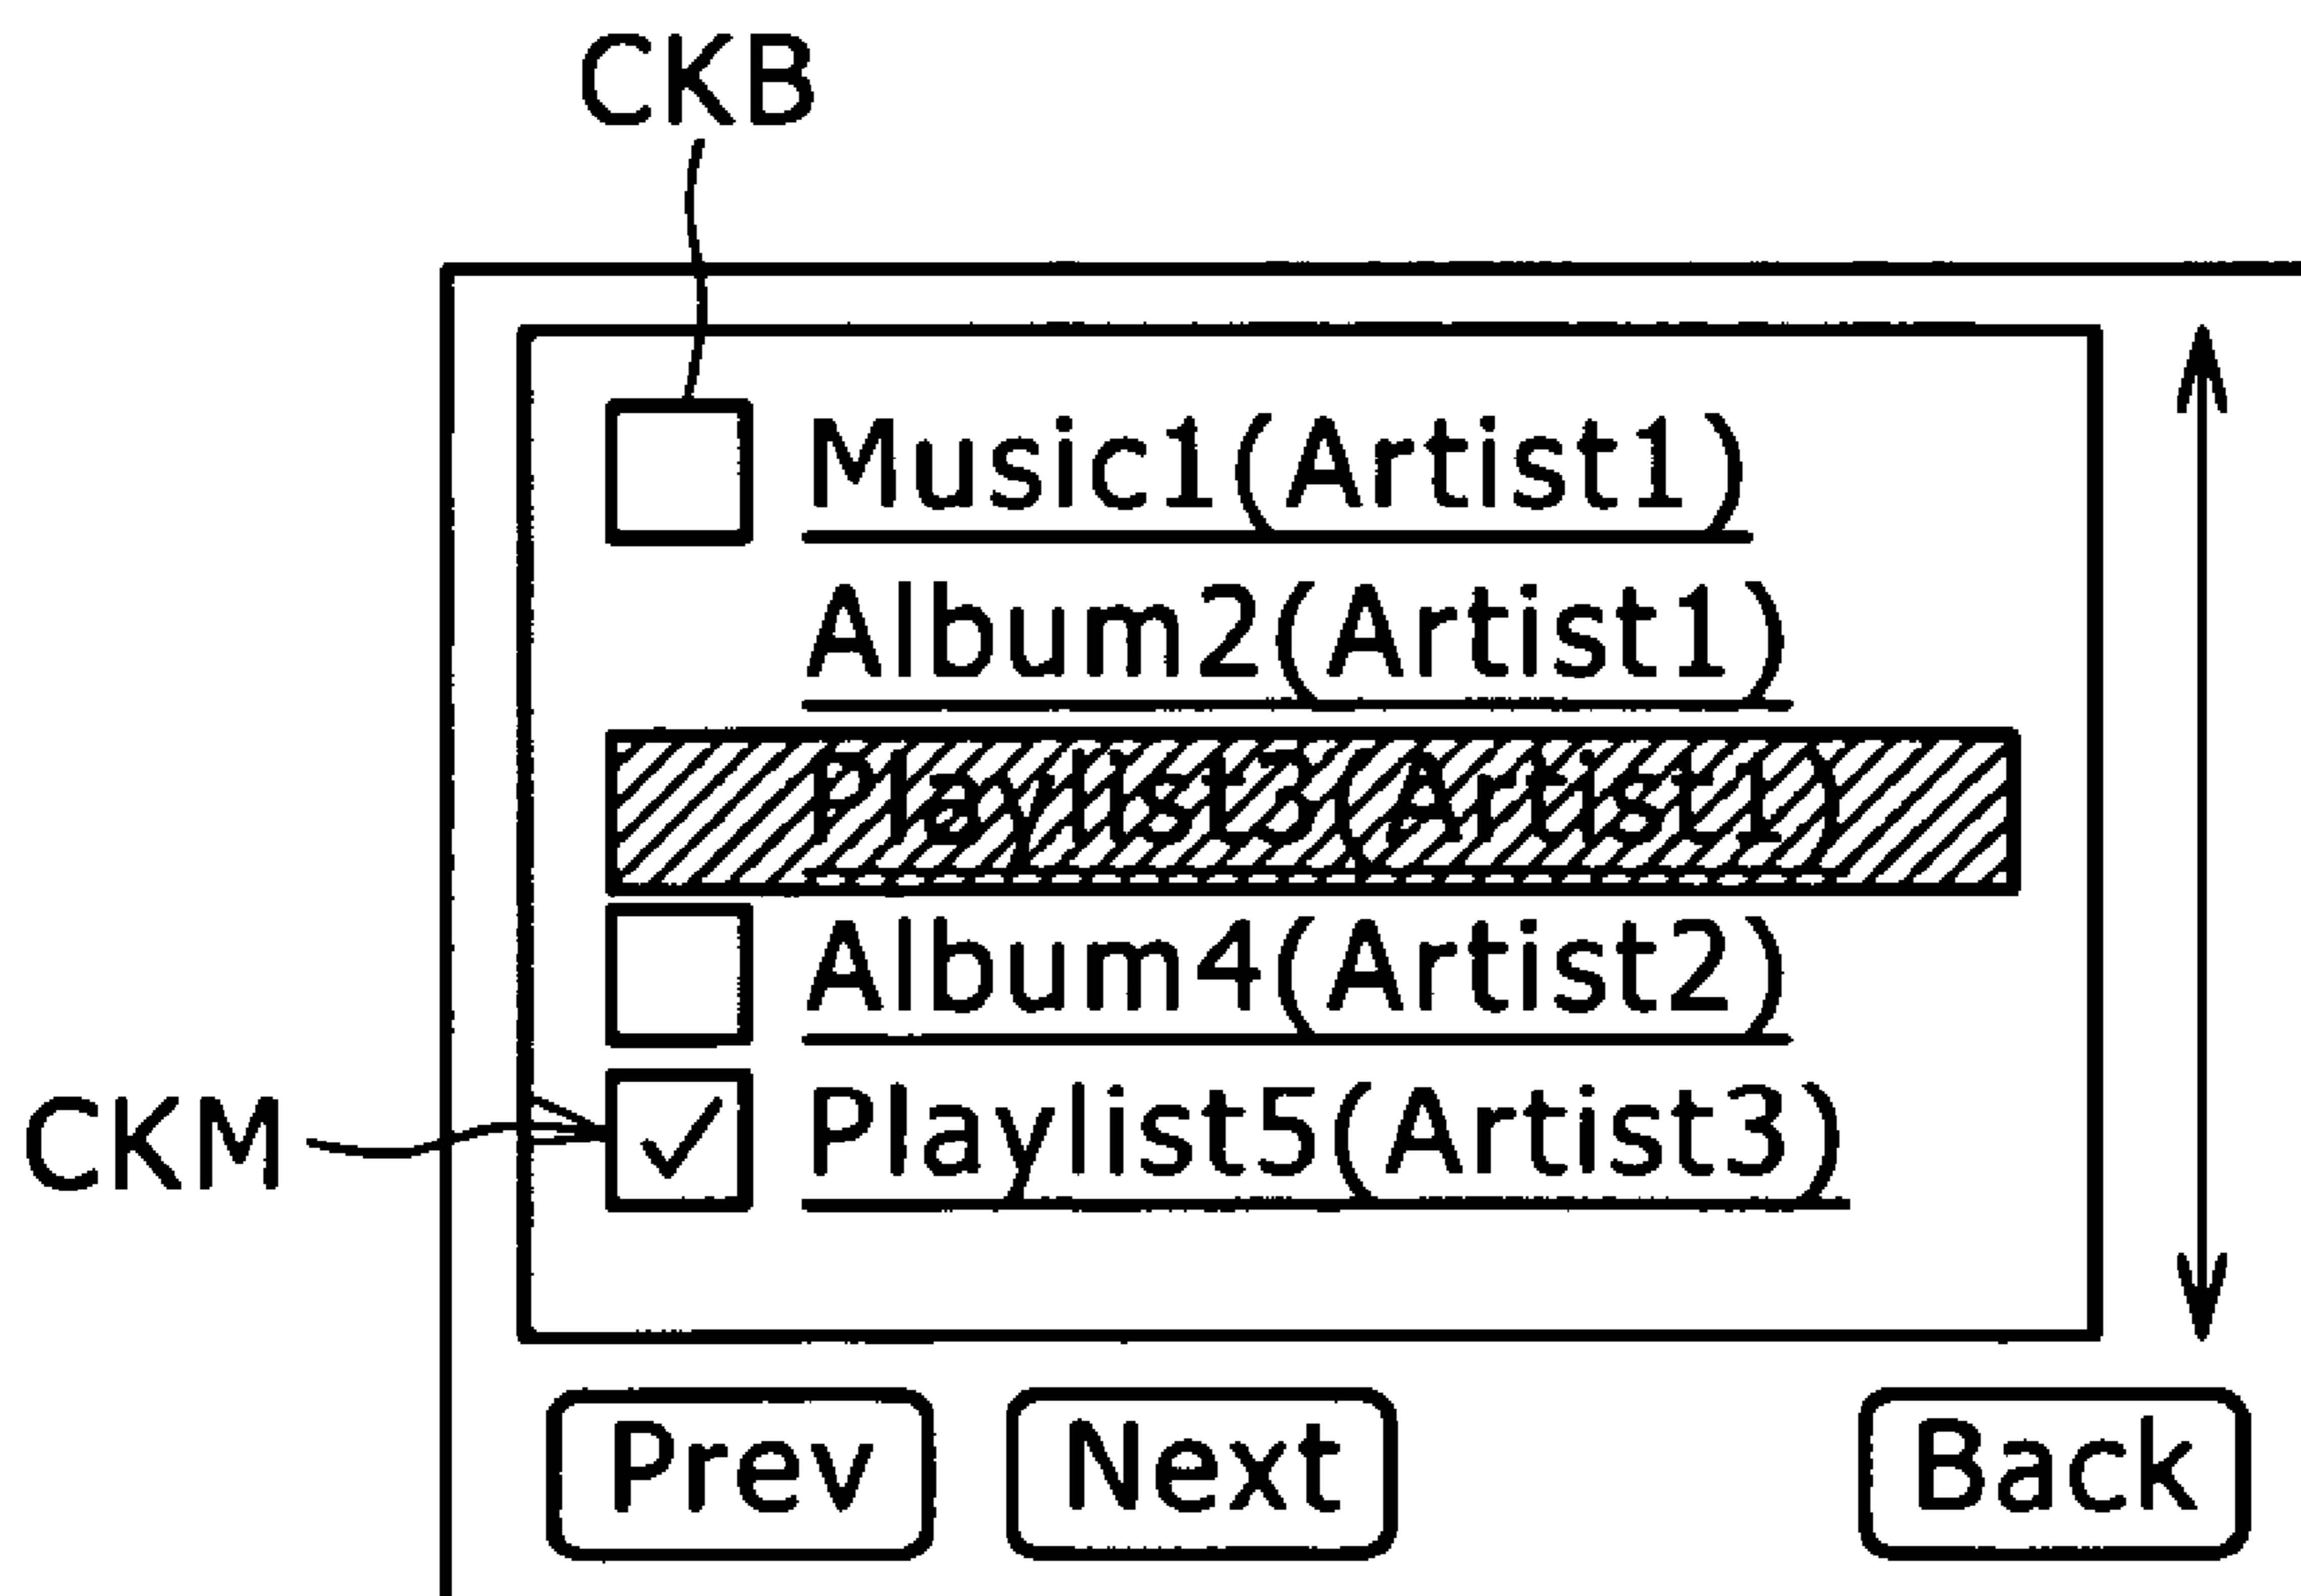 CKB
Music1(Artist1)
Album2(Artist1)
Playlist3(Artist1)
Album4(Artist2)
CKM
Playlist5(Artist3)
Prev
Next
Back